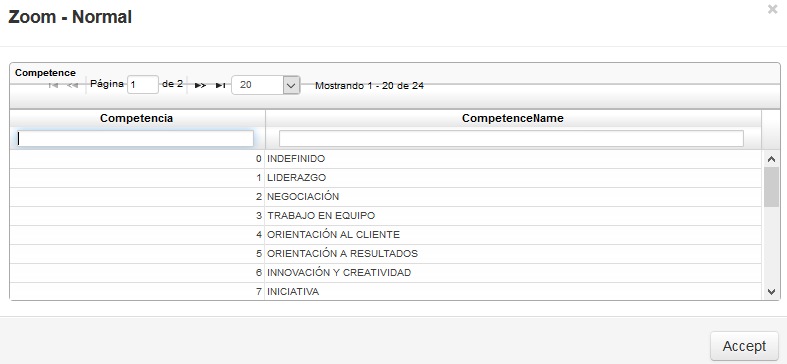 Zoom - Normal
Competence
Página 1 de 2 20 Mostrando 1 - 20 de 24
Competencia CompetenceName
0 INDEFINIDO
1 LIDERAZGO
2 NEGOCIACIÓN
3 TRABAJO EN EQUIPO
4 ORIENTACIÓN AL CLIENTE
5 ORIENTACIÓN A RESULTADOS
6 INNOVACIÓN Y CREATIVIDAD
7 INICIATIVA
Accept